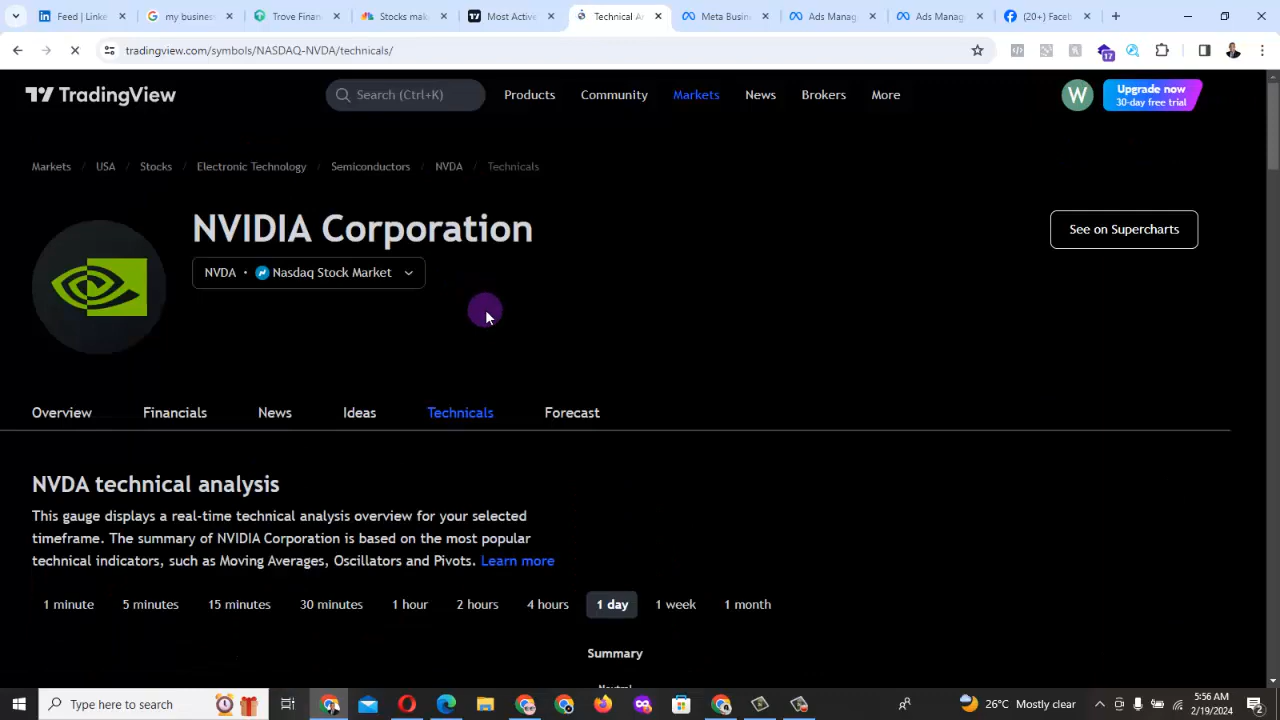 Feed | Linke
my business
Trove Finan
Stocks mak
Most Active
Technical A
Meta Busin
Ads Manag
Ads Manag
(20+) Faceb
tradingview.com/symbols/NASDAQ-NVDA/technicals/
17
TradingView
Search (Ctrl+K)
Products
Community
Markets
News
Brokers
More
W
Upgrade now
30-day free trial
Markets / USA / Stocks / Electronic Technology / Semiconductors / NVDA / Technicals
NVIDIA Corporation
See on Supercharts
NVDA • Nasdaq Stock Market
Overview
Financials
News
Ideas
Technicals
Forecast
NVDA technical analysis
This gauge displays a real-time technical analysis overview for your selected
timeframe. The summary of NVIDIA Corporation is based on the most popular
technical indicators, such as Moving Averages, Oscillators and Pivots. Learn more
1 minute
5 minutes
15 minutes
30 minutes
1 hour
2 hours
4 hours
1 day
1 week
1 month
Summary
Neutral
Type here to search
26°C Mostly clear
5:56 AM
2/19/2024